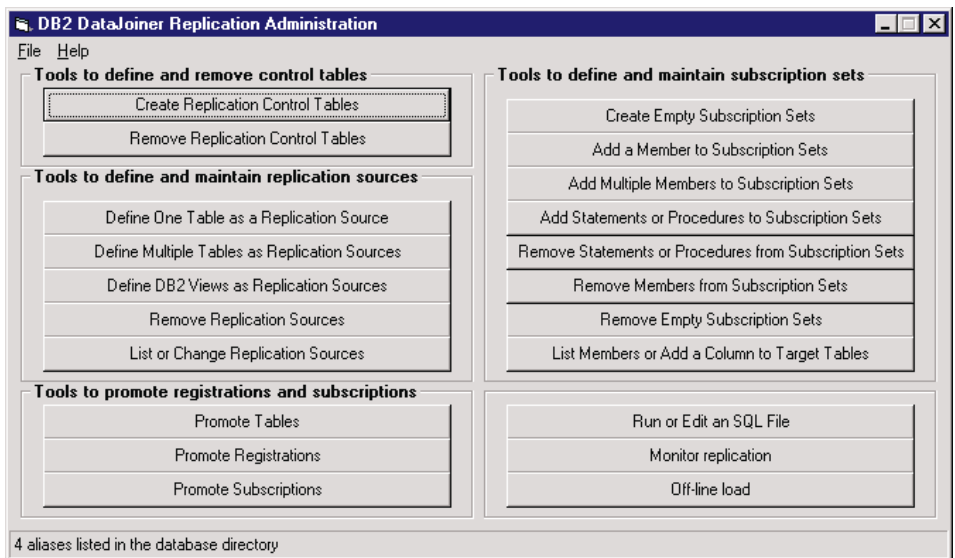 DB2 DataJoiner Replication Administration
File Help
Tools to define and remove control tables
Create Replication Control Tables
Remove Replication Control Tables
Tools to define and maintain replication sources
Define One Table as a Replication Source
Define Multiple Tables as Replication Sources
Define DB2 Views as Replication Sources
Remove Replication Sources
List or Change Replication Sources
Tools to promote registrations and subscriptions
Promote Tables
Promote Registrations
Promote Subscriptions
Tools to define and maintain subscription sets
Create Empty Subscription Sets
Add a Member to Subscription Sets
Add Multiple Members to Subscription Sets
Add Statements or Procedures to Subscription Sets
Remove Statements or Procedures from Subscription Sets
Remove Members from Subscription Sets
Remove Empty Subscription Sets
List Members or Add a Column to Target Tables
Run or Edit an SQL File
Monitor replication
Off-line load
4 aliases listed in the database directory